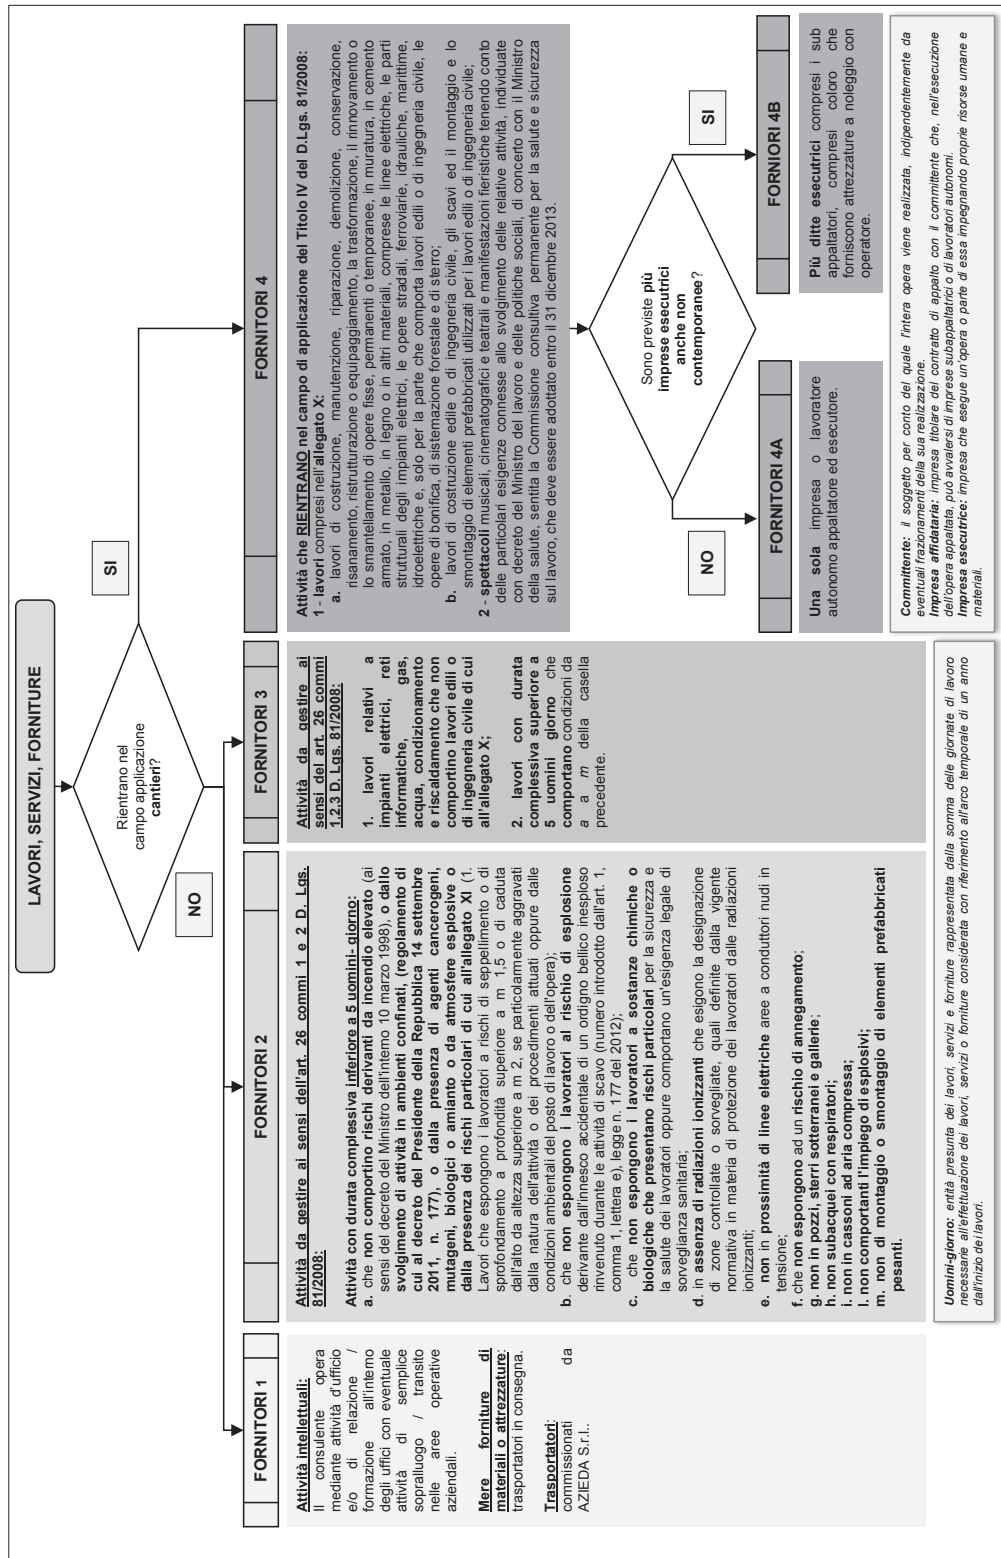 LAVORI, SERVIZI, FORNITURE
Rientrano nel
campo applicazione
cantieri?
NO
SI
FORNITORI 1
Attività intellettuali:
Il consulente opera
mediante attività d'ufficio
e/o di relazione /
formazione all'interno
degli uffici con eventuale
attività di semplice
sopralluogo / transito
nelle aree operative
aziendali.
Mere forniture di
materiali o attrezzature:
trasportatori in consegna.
Trasportatori:
commissionati da
AZIEDA S.r.l..
FORNITORI 2
Attività da gestire ai sensi dell'art. 26 commi 1 e 2 D. Lgs.
81/2008:
Attività con durata complessiva inferiore a 5 uomini- giorno:
a. che non comportino rischi derivanti da incendio elevato (ai
sensi del decreto del Ministro dell'interno 10 marzo 1998), o dallo
svolgimento di attività in ambienti confinati, (regolamento di
cui al decreto del Presidente della Repubblica 14 settembre
2011, n. 177), o dalla presenza di agenti cancerogeni,
mutageni, biologici o amianto o da atmosfere esplosive o
dalla presenza dei rischi particolari di cui all'allegato XI (1.
Lavori che espongono i lavoratori a rischi di seppellimento o di
sprofondamento a profondità superiore a m 1,5 o di caduta
dall'alto da altezza superiore a m 2, se particolarmente aggravati
dalla natura dell'attività o dei procedimenti attuati oppure dalle
condizioni ambientali del posto di lavoro o dell'opera);
b. che non espongono i lavoratori al rischio di esplosione
derivante dall'innesco accidentale di un ordigno bellico inesploso
rinvenuto durante le attività di scavo (numero introdotto dall'art. 1,
comma 1, lettera e), legge n. 177 del 2012);
c. che non espongono i lavoratori a sostanze chimiche o
biologiche che presentano rischi particolari per la sicurezza e
la salute dei lavoratori oppure comportano un'esigenza legale di
sorveglianza sanitaria;
d. in assenza di radiazioni ionizzanti che esigono la designazione
di zone controllate o sorvegliate, quali definite dalla vigente
normativa in materia di protezione dei lavoratori dalle radiazioni
ionizzanti;
e. non in prossimità di linee elettriche aree a conduttori nudi in
tensione;
f. che non espongono ad un rischio di annegamento;
g. non in pozzi, sterri sotterranei e gallerie;
h. non subacquei con respiratori;
i. non in cassoni ad aria compressa;
l. non comportanti l'impiego di esplosivi;
m. non di montaggio o smontaggio di elementi prefabbricati
pesanti.
FORNITORI 3
Attività da gestire ai
sensi del art. 26 commi
1,2,3 D. Lgs. 81/2008:
1. lavori relativi a
impianti elettrici, reti
informatiche, gas,
acqua, condizionamento
e riscaldamento che non
comportino lavori edili o
di ingegneria civile di cui
all'allegato X;
2. lavori con durata
complessiva superiore a
5 uomini giorno che
comportano condizioni da
a a m della casella
precedente.
Uomini-giorno: entità presunta dei lavori, servizi e forniture rappresentata dalla somma delle giornate di lavoro
necessarie all'effettuazione dei lavori, servizi o forniture considerata con riferimento all'arco temporale di un anno
dall'inizio dei lavori.
FORNITORI 4
Attività che RIENTRANO nel campo di applicazione del Titolo IV del D.Lgs. 81/2008:
1 - lavori compresi nell'allegato X:
a. lavori di costruzione, manutenzione, riparazione, demolizione, conservazione,
risanamento, ristrutturazione o equipaggiamento, la trasformazione, il rinnovamento o
lo smantellamento di opere fisse, permanenti o temporanee, in muratura, in cemento
armato, in metallo, in legno o in altri materiali, comprese le linee elettriche, le parti
strutturali degli impianti elettrici, le opere stradali, ferroviarie, idrauliche, marittime,
idroelettriche e, solo per la parte che comporta lavori edili o di ingegneria civile, le
opere di bonifica, di sistemazione forestale e di sterro;
b. lavori di costruzione edile o di ingegneria civile, gli scavi ed il montaggio e lo
smontaggio di elementi prefabbricati utilizzati per i lavori edili o di ingegneria civile;
2 - spettacoli musicali, cinematografici e teatrali e manifestazioni fieristiche tenendo conto
delle particolari esigenze connesse allo svolgimento delle relative attività, individuate
con decreto del Ministro del lavoro e delle politiche sociali, di concerto con il Ministro
della salute, sentita la Commissione consultiva permanente per la salute e sicurezza
sul lavoro, che deve essere adottato entro il 31 dicembre 2013.
Sono previste più
imprese esecutrici
anche non
contemporanee?
NO
SI
FORNITORI 4A
Una sola impresa o lavoratore
autonomo appaltatore ed esecutore.
FORNIORI 4B
Più ditte esecutrici compresi i sub
appaltatori, compresi coloro che
forniscono attrezzature a noleggio con
operatore.
Committente: il soggetto per conto del quale l'intera opera viene realizzata, indipendentemente da
eventuali frazionamenti della sua realizzazione.
Impresa affidataria: impresa titolare del contratto di appalto con il committente che, nell'esecuzione
dell'opera appaltata, può avvalersi di imprese subappaltatrici o di lavoratori autonomi.
Impresa esecutrice: impresa che esegue un'opera o parte di essa impegnando proprie risorse umane e
materiali.